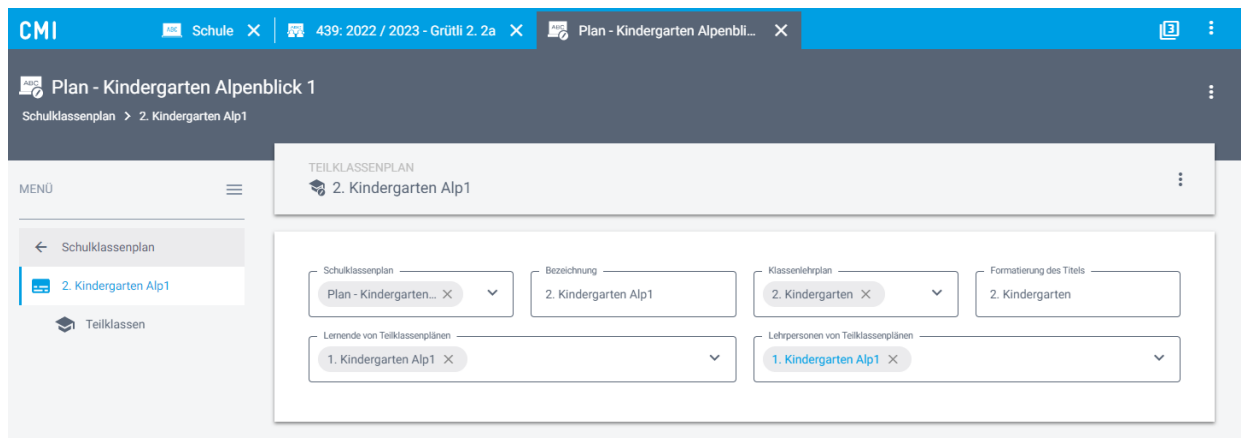 CMI Schule 439: 2022 / 2023 - Grütli 2. 2a Plan - Kindergarten Alpenbli... 3
Plan - Kindergarten Alpenblick 1
Schulklassenplan > 2. Kindergarten Alp1
MENÜ
Schulklassenplan
2. Kindergarten Alp1
Teilklassen
TEILKLASSENPLAN
2. Kindergarten Alp1
Schulklassenplan Bezeichnung Klassenlehrplan Formatierung des Titels
Plan - Kindergarten... 2. Kindergarten Alp1 2. Kindergarten 2. Kindergarten
Lernende von Teilklassenplänen Lehrpersonen von Teilklassenplänen
1. Kindergarten Alp1 1. Kindergarten Alp1